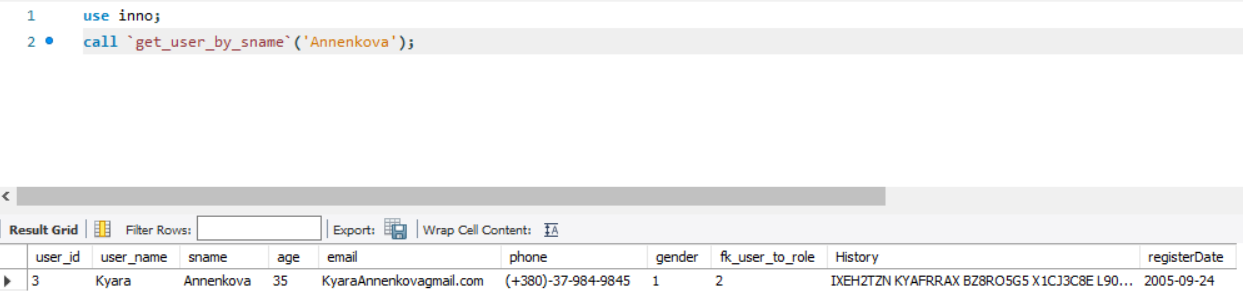 1 use inno;
2 call `get_user_by_sname`('Annenkova');
Result Grid Filter Rows: Export: Wrap Cell Content: IA
user_id user_name sname age email phone gender fk_user_to_role History registerDate
3 Kyara Annenkova 35 KyaraAnnenkovagmail.com (+380)-37-984-9845 1 2 IXEH2TZN KYAFRRAX BZ8RO5G5 X1CJ3C8E L90... 2005-09-24